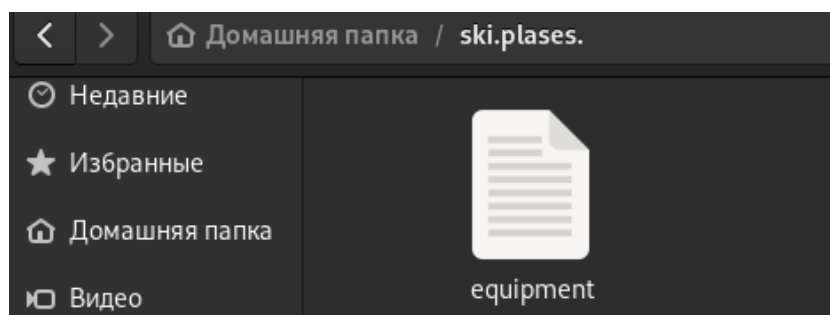 Домашняя папка / ski.plases.
Недавние
Избранные
Домашняя папка
Видео
equipment